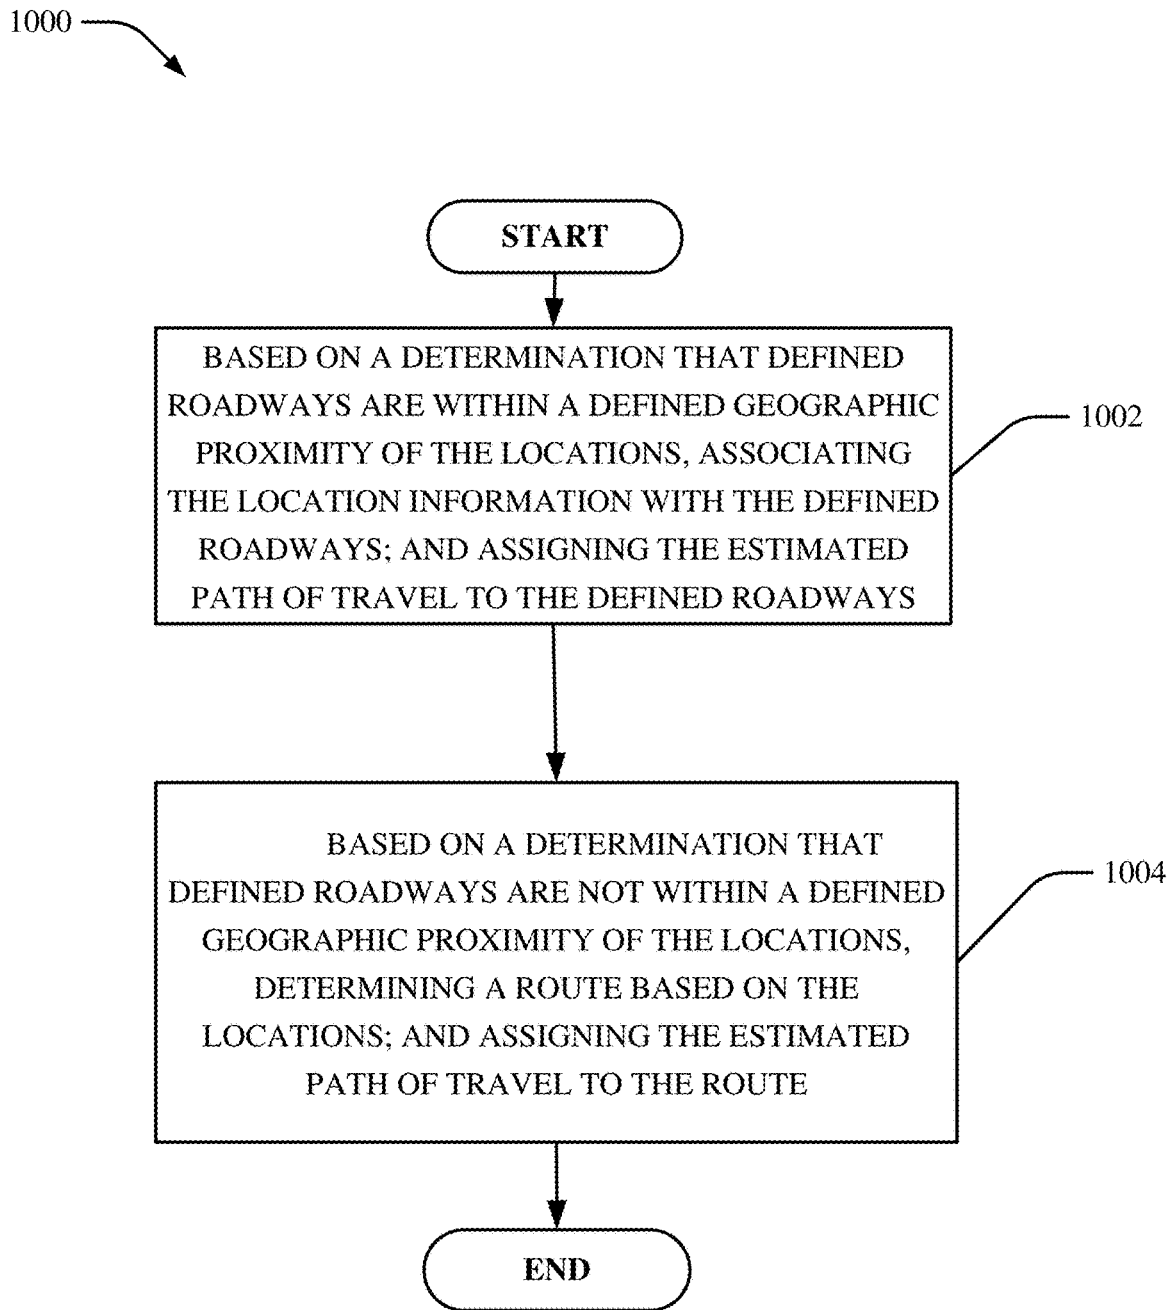 1000
START
BASED ON A DETERMINATION THAT DEFINED
ROADWAYS ARE WITHIN A DEFINED GEOGRAPHIC
PROXIMITY OF THE LOCATIONS, ASSOCIATING
THE LOCATION INFORMATION WITH THE DEFINED
ROADWAYS; AND ASSIGNING THE ESTIMATED
PATH OF TRAVEL TO THE DEFINED ROADWAYS
1002
BASED ON A DETERMINATION THAT
DEFINED ROADWAYS ARE NOT WITHIN A DEFINED
GEOGRAPHIC PROXIMITY OF THE LOCATIONS,
DETERMINING A ROUTE BASED ON THE
LOCATIONS; AND ASSIGNING THE ESTIMATED
PATH OF TRAVEL TO THE ROUTE
1004
END